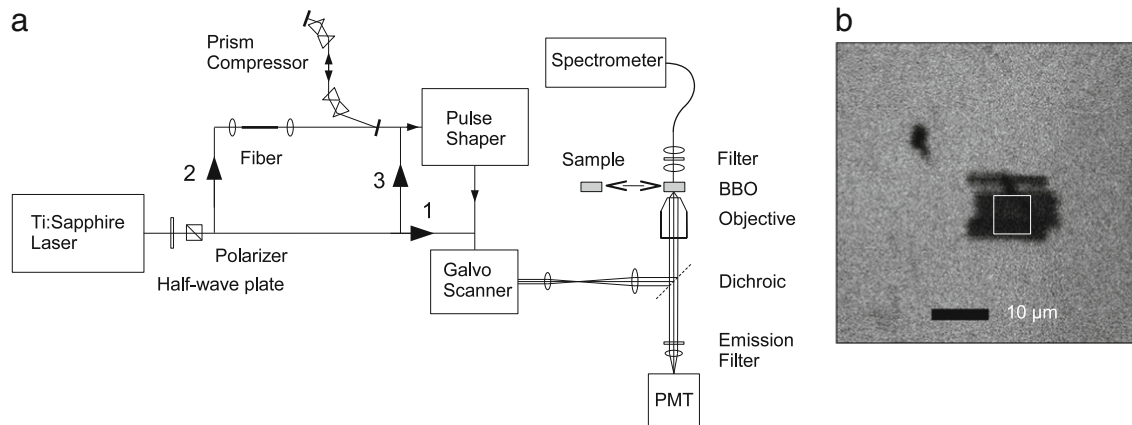 a
Prism
Compressor
Spectrometer
Pulse
Shaper
Fiber
2
3
1
Sample
Filter
BBO
Objective
Ti:Sapphire
Laser
Polarizer
Half-wave plate
Galvo
Scanner
Dichroic
Emission
Filter
PMT
b
10 µm